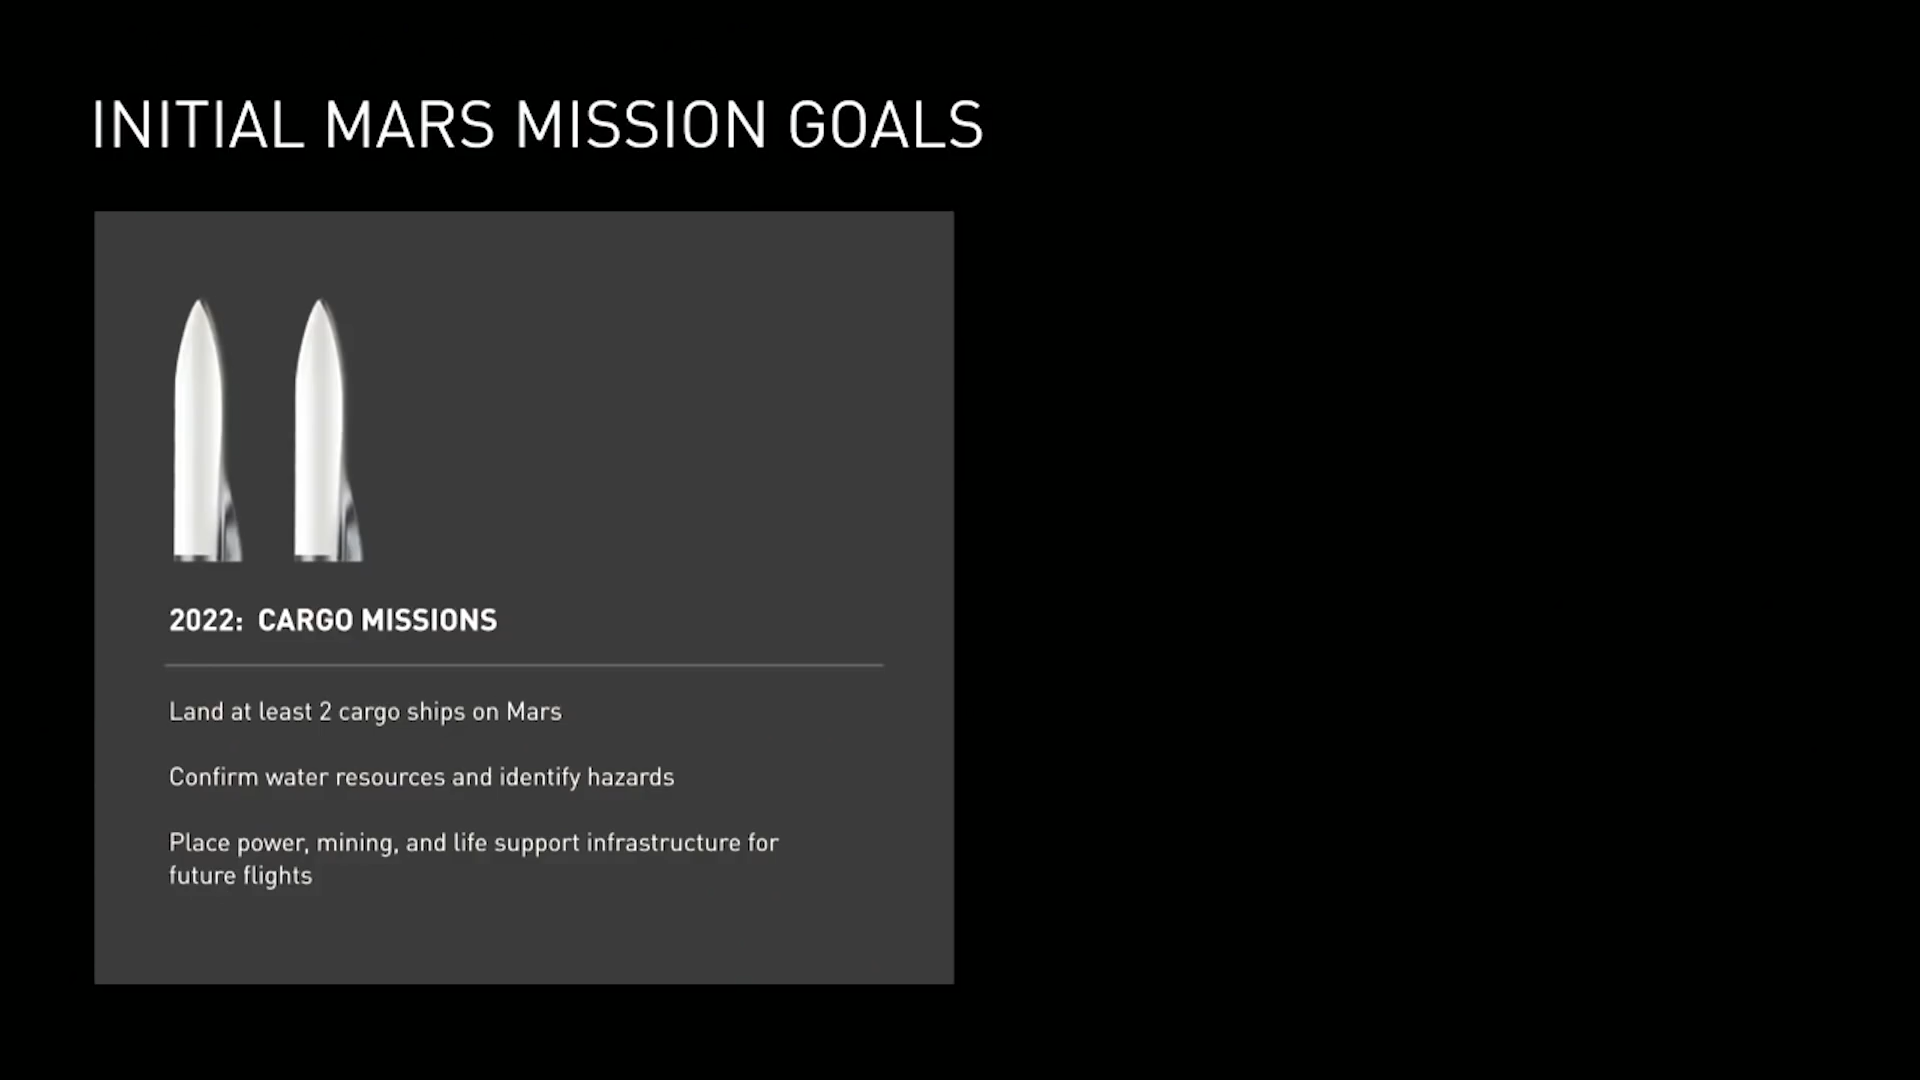 INITIAL MARS MISSION GOALS
2022: CARGO MISSIONS
Land at least 2 cargo ships on Mars
Confirm water resources and identify hazards
Place power, mining, and life support infrastructure for
future flights